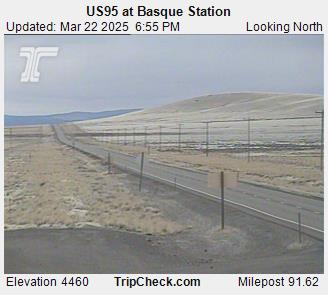 US95 at Basque Station
Updated: Mar 22 2025 6:55 PM Looking North
Elevation 4460 TripCheck.com Milepost 91.62